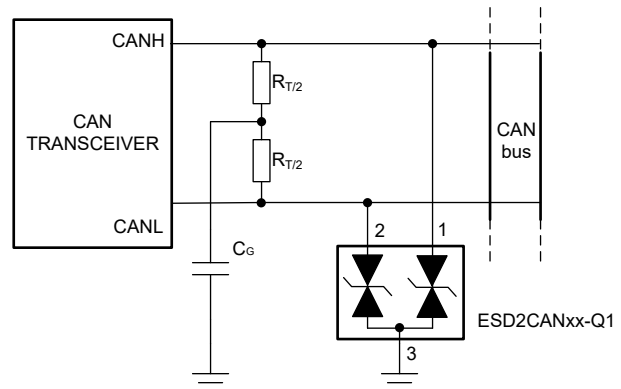 CANH
R_T/2
CAN
TRANSCEIVER
CAN
bus
R_T/2
CANL
2
1
C_G
ESD2CANxx-Q1
3